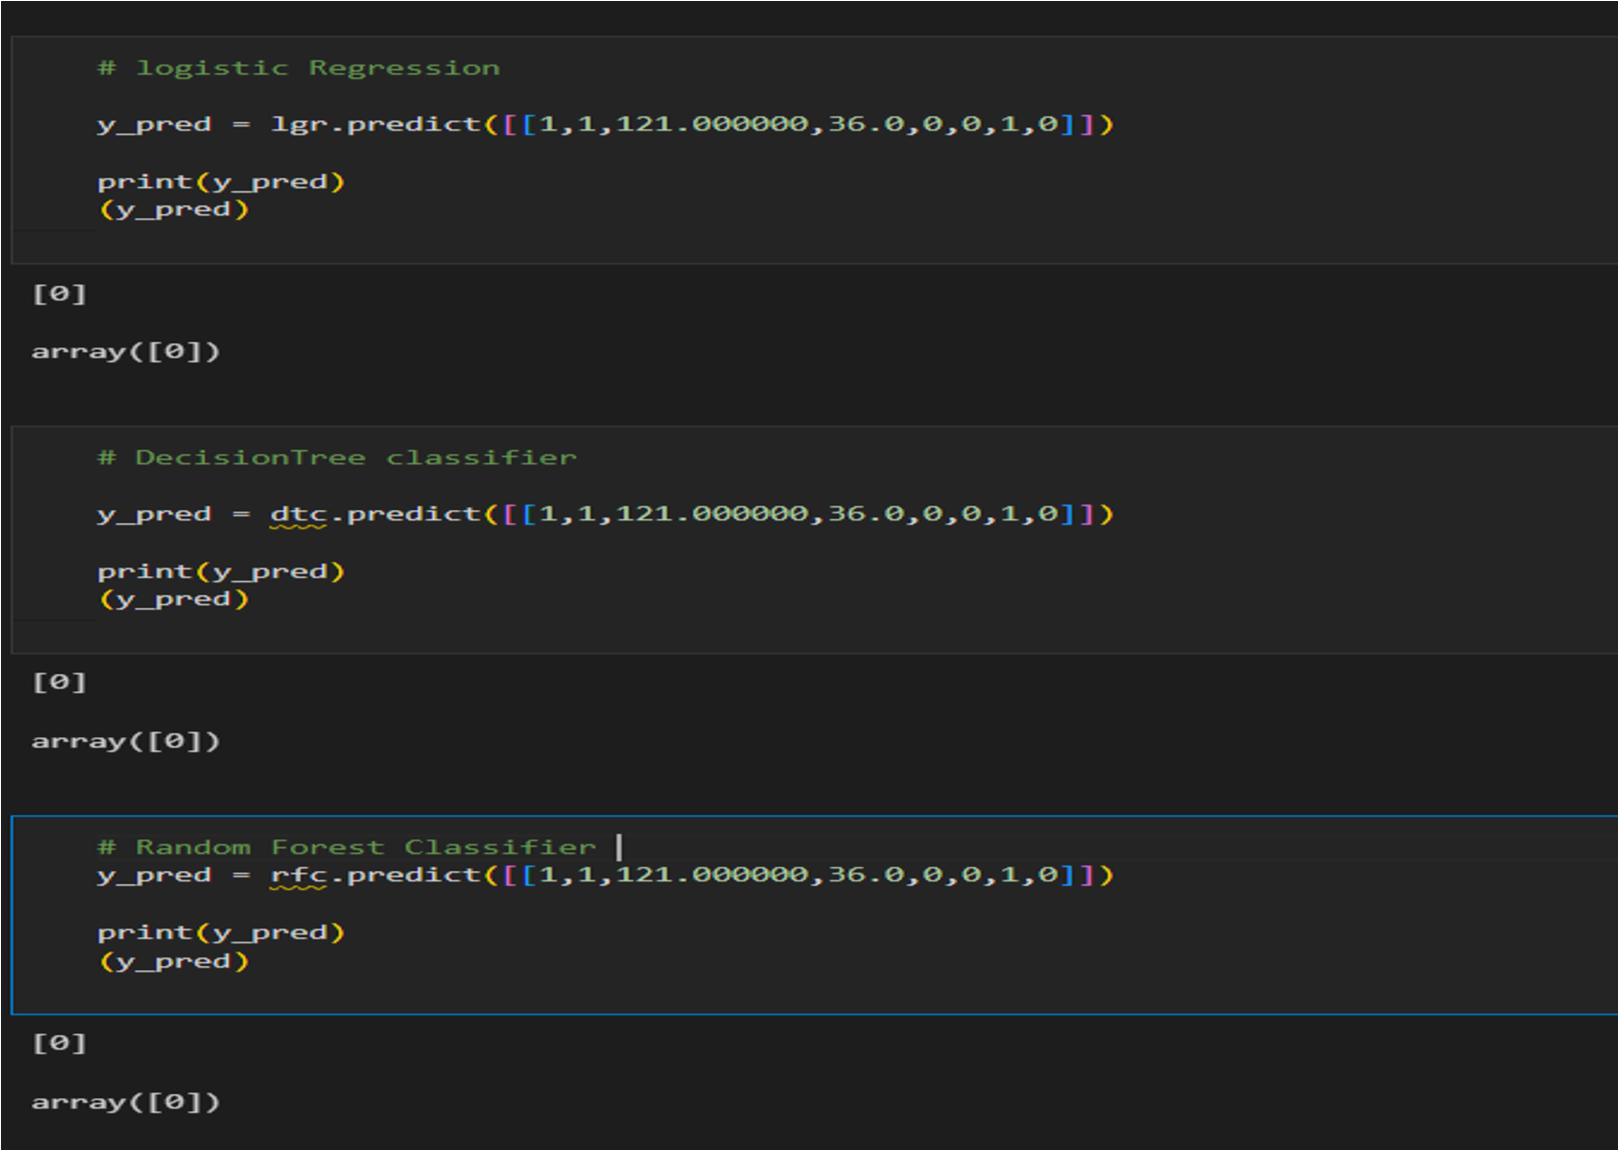 # logistic Regression
y_pred = lgr.predict([[1,1,121.000000,36.0,0,0,1,0]])
print(y_pred)
(y_pred)
[0]
array([0])
# DecisionTree classifier
y_pred = dtc.predict([[1,1,121.000000,36.0,0,0,1,0]])
print(y_pred)
(y_pred)
[0]
array([0])
# Random Forest Classifier
y_pred = rfc.predict([[1,1,121.000000,36.0,0,0,1,0]])
print(y_pred)
(y_pred)
[0]
array([0])